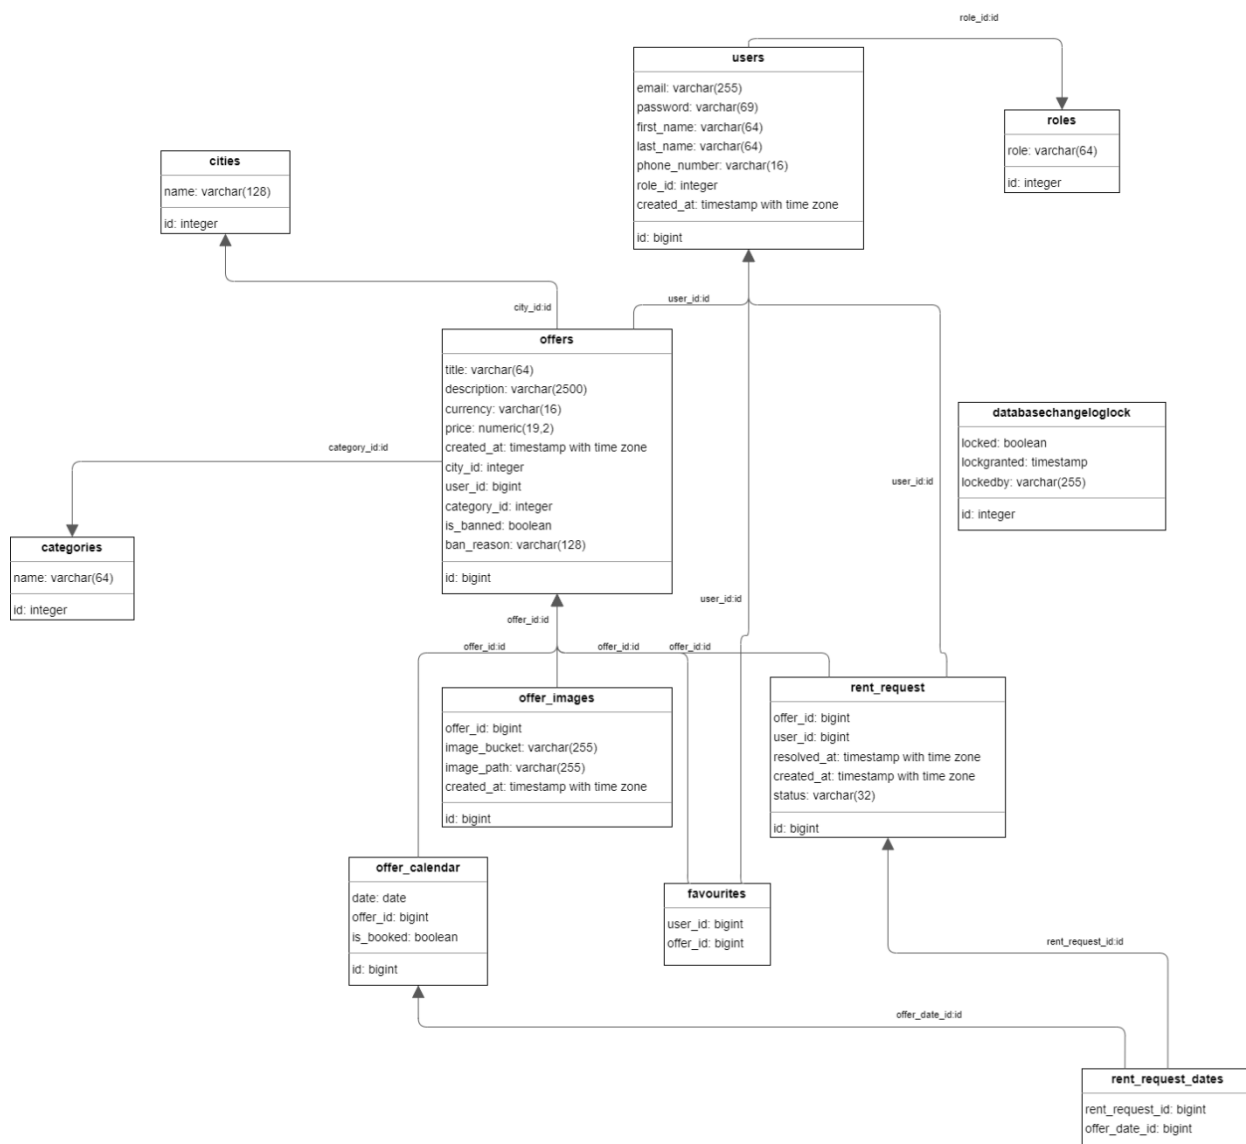 role_id:id
users
email: varchar(255)
password: varchar(69)
first_name: varchar(64)
last_name: varchar(64)
phone_number: varchar(16)
role_id: integer
created_at: timestamp with time zone
id: bigint
roles
role: varchar(64)
id: integer
cities
name: varchar(128)
id: integer
city_id:id
user_id:id
offers
title: varchar(64)
description: varchar(2500)
currency: varchar(16)
price: numeric(19,2)
created_at: timestamp with time zone
city_id: integer
user_id: bigint
category_id: integer
is_banned: boolean
ban_reason: varchar(128)
id: bigint
category_id:id
categories
name: varchar(64)
id: integer
databasechangeloglock
locked: boolean
lockgranted: timestamp
lockedby: varchar(255)
id: integer
user_id:id
user_id:id
offer_id:id
offer_id:id
offer_id:id
offer_id:id
offer_images
offer_id: bigint
image_bucket: varchar(255)
image_path: varchar(255)
created_at: timestamp with time zone
id: bigint
rent_request
offer_id: bigint
user_id: bigint
resolved_at: timestamp with time zone
created_at: timestamp with time zone
status: varchar(32)
id: bigint
offer_calendar
date: date
offer_id: bigint
is_booked: boolean
id: bigint
favourites
user_id: bigint
offer_id: bigint
rent_request_id:id
offer_date_id:id
rent_request_dates
rent_request_id: bigint
offer_date_id: bigint